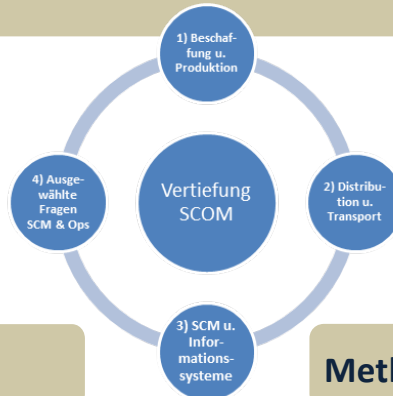 1) Beschaf-
fung u.
Produktion
4) Ausge-
wählte
Fragen
SCM & Ops
Vertiefung
SCOM
2) Distribu-
tion u.
Transport
3) SCM u.
Infor-
mations-
systeme